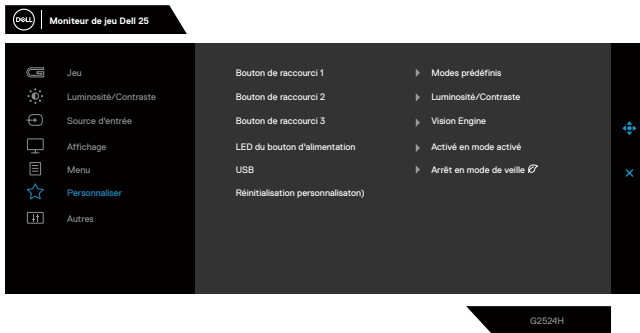 DELL
Moniteur de jeu Dell 25
Jeu
Luminosité/Contraste
Source d'entrée
Affichage
Menu
Personnaliser
Autres
Bouton de raccourci 1 Modes prédéfinis
Bouton de raccourci 2 Luminosité/Contraste
Bouton de raccourci 3 Vision Engine
LED du bouton d'alimentation Activé en mode activé
USB Arrêt en mode de veille
Réinitialisation personnalisaton)
G2524H